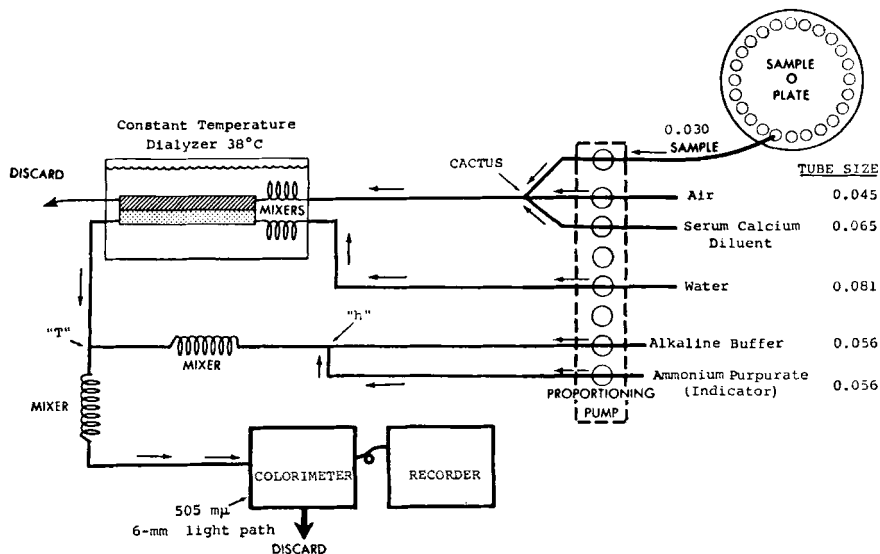 SAMPLE
PLATE
Constant Temperature
Dialyzer 38°C
0.030
SAMPLE
CACTUS
TUBE SIZE
DISCARD
MIXERS
Air 0.045
Serum Calcium 0.065
Diluent
Water 0.081
"T"
"h"
MIXER
Alkaline Buffer 0.056
Ammonium Purpurate 0.056
(Indicator)
PROPORTIONING
PUMP
MIXER
COLORIMETER
RECORDER
505 mμ
6-mm light path
DISCARD